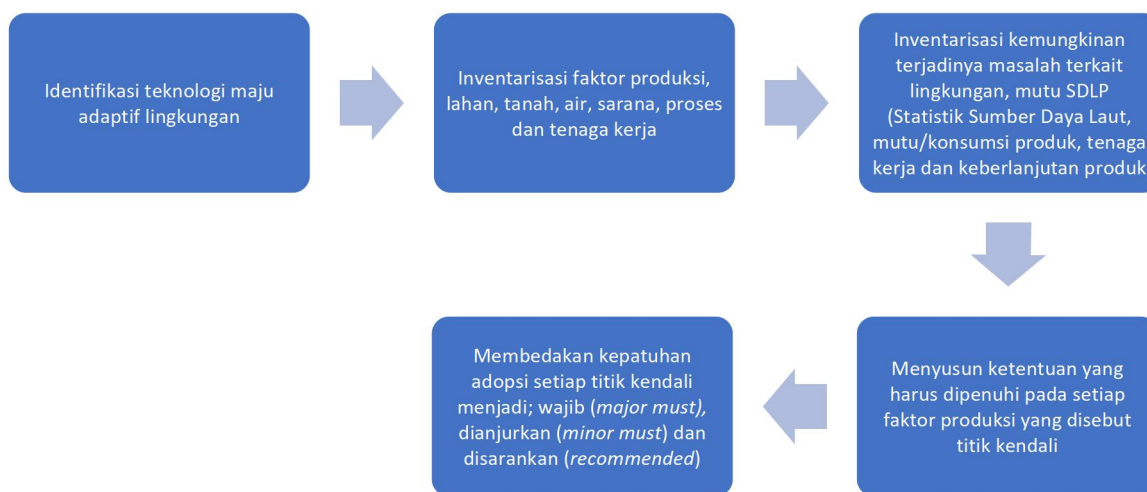 Identifikasi teknologi maju
adaptif lingkungan
Inventarisasi faktor produksi,
lahan, tanah, air, sarana, proses
dan tenaga kerja
Inventarisasi kemungkinan
terjadinya masalah terkait
lingkungan, mutu SDLP
(Statistik Sumber Daya Laut,
mutu/konsumsi produk, tenaga
kerja dan keberlanjutan produk
Menyusun ketentuan yang
harus dipenuhi pada setiap
faktor produksi yang disebut
titik kendali
Membedakan kepatuhan
adopsi setiap titik kendali
menjadi; wajib (major must),
dianjurkan (minor must) dan
disarankan (recommended)